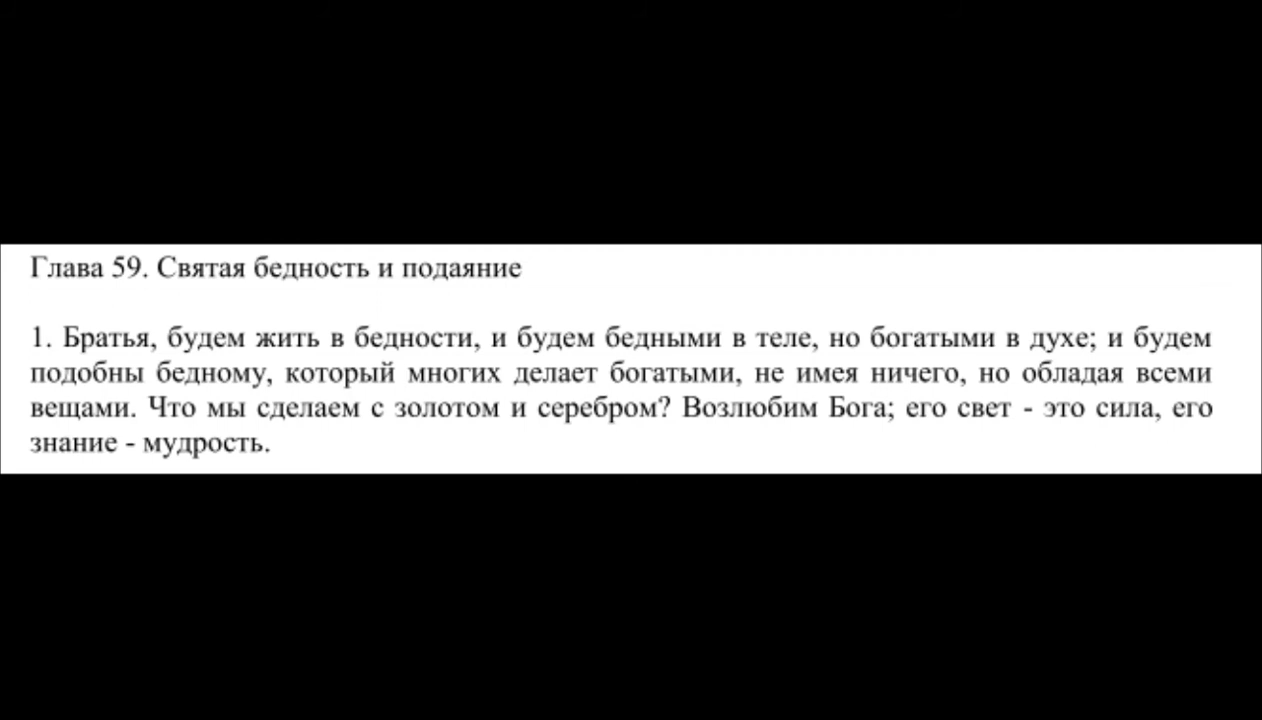 Глава 59. Святая бедность и подаяние
1. Братья, будем жить в бедности, и будем бедными в теле, но богатыми в духе; и будем
подобны бедному, который многих делает богатыми, не имея ничего, но обладая всеми
вещами. Что мы сделаем с золотом и серебром? Возлюбим Бога; его свет - это сила, его
знание - мудрость.